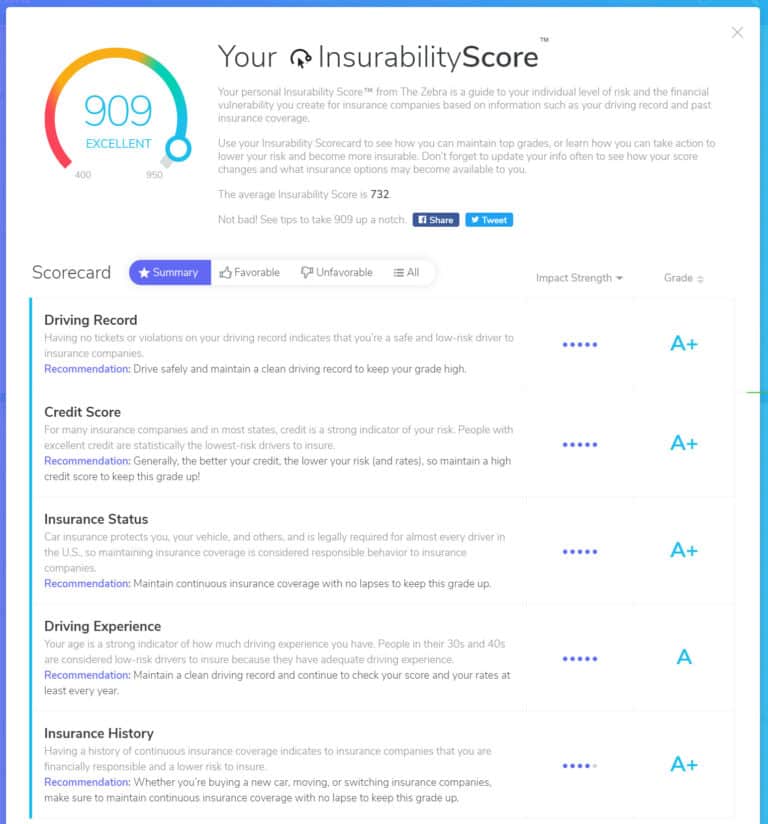 Your InsurabilityScore™
Your personal Insurability Score™ from The Zebra is a guide to your individual level of risk and the financial
vulnerability you create for insurance companies based on information such as your driving record and past
insurance coverage.
909
EXCELLENT
400
950
Use your Insurability Scorecard to see how you can maintain top grades, or learn how you can take action to
lower your risk and become more insurable. Don't forget to update your info often to see how your score
changes and what insurance options may become available to you.
The average Insurability Score is 732.
Not bad! See tips to take 909 up a notch. Share Tweet
Scorecard Summary Favorable Unfavorable All
Impact Strength Grade
Driving Record
Having no tickets or violations on your driving record indicates that you're a safe and low-risk driver to
insurance companies.
Recommendation: Drive safely and maintain a clean driving record to keep your grade high.
A+
Credit Score
For many insurance companies and in most states, credit is a strong indicator of your risk. People with
excellent credit are statistically the lowest-risk drivers to insure.
Recommendation: Generally, the better your credit, the lower your risk (and rates), so maintain a high
credit score to keep this grade up!
A+
Insurance Status
Car insurance protects you, your vehicle, and others, and is legally required for almost every driver in
the U.S., so maintaining insurance coverage is considered responsible behavior to insurance
companies.
Recommendation: Maintain continuous insurance coverage with no lapses to keep this grade up.
A+
Driving Experience
Your age is a strong indicator of how much driving experience you have. People in their 30s and 40s
are considered low-risk drivers to insure because they have adequate driving experience.
Recommendation: Maintain a clean driving record and continue to check your score and your rates at
least every year.
A
Insurance History
Having a history of continuous insurance coverage indicates to insurance companies that you are
financially responsible and a lower risk to insure.
Recommendation: Whether you're buying a new car, moving, or switching insurance companies,
make sure to maintain continuous insurance coverage with no lapse to keep this grade up.
A+